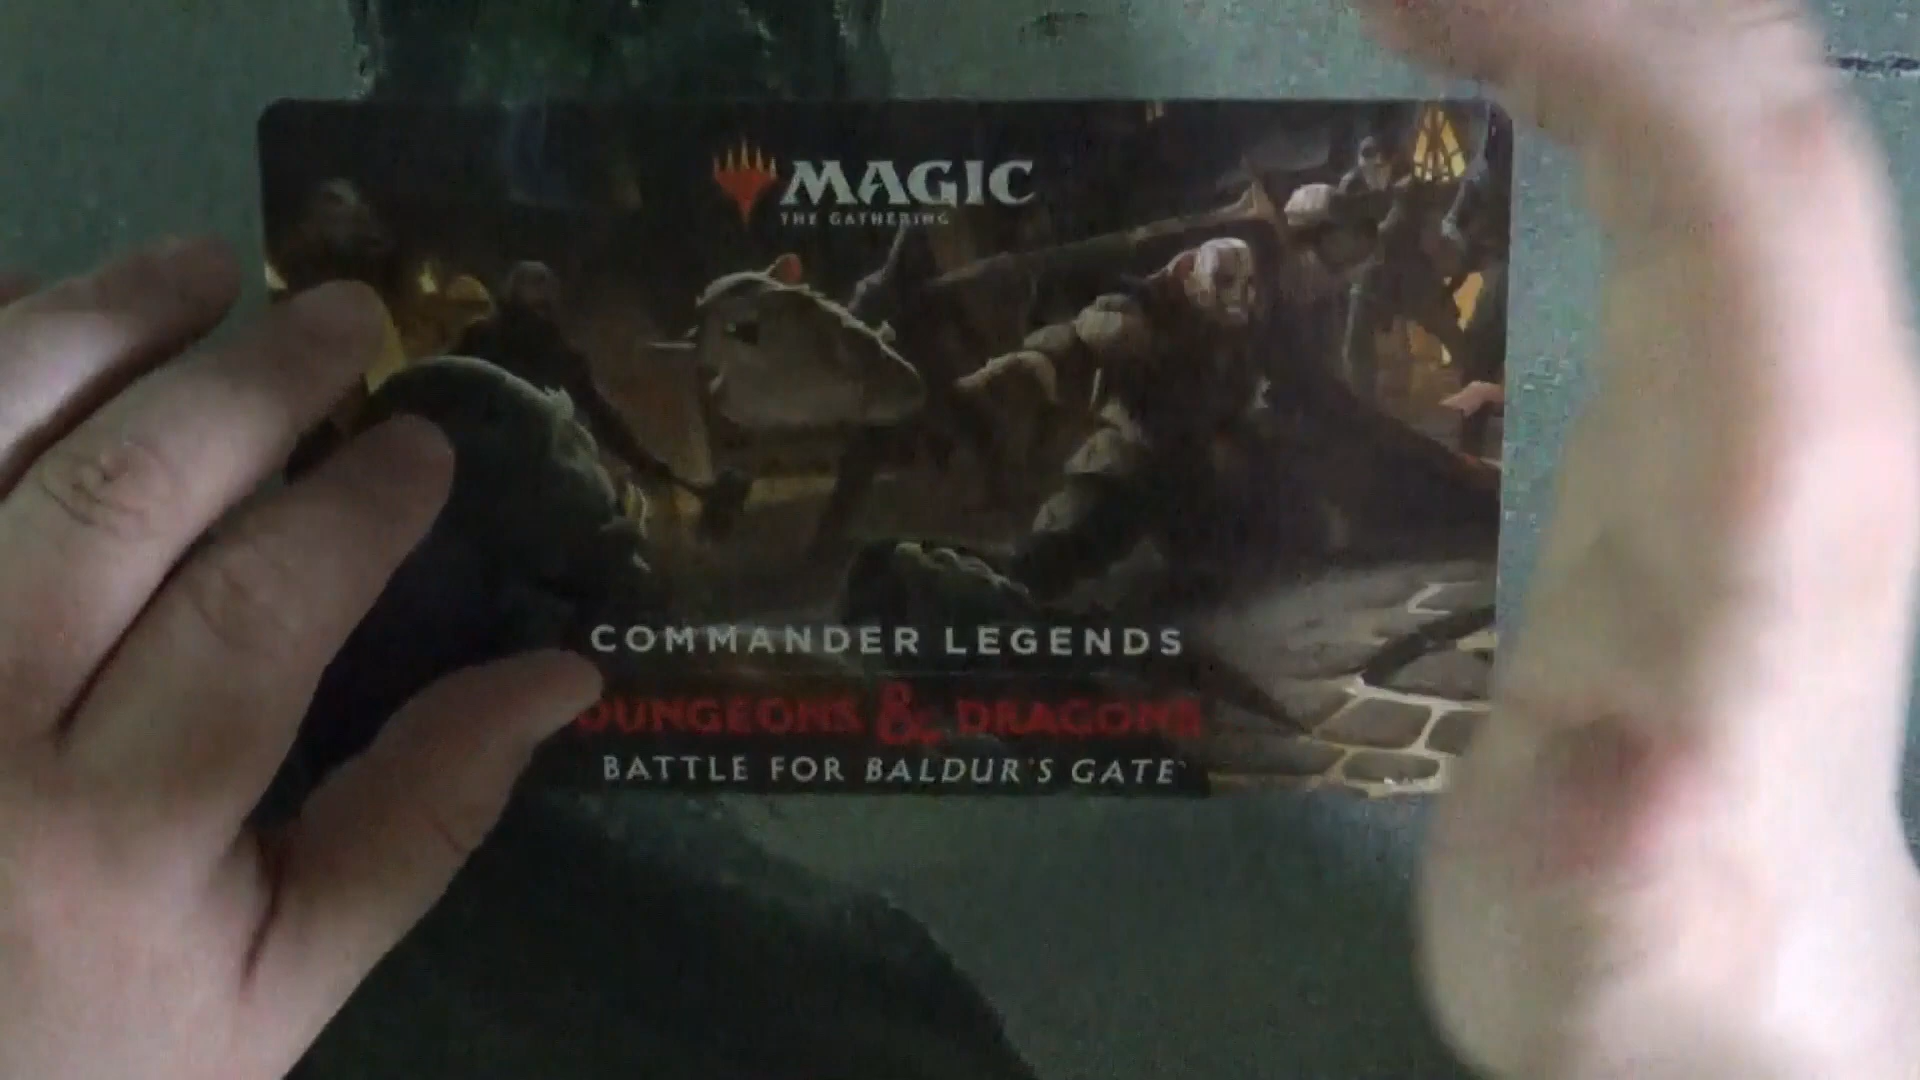 MAGIC
THE GATHERING
COMMANDER LEGENDS
DUNGEONS & DRAGONS
BATTLE FOR BALDUR'S GATE